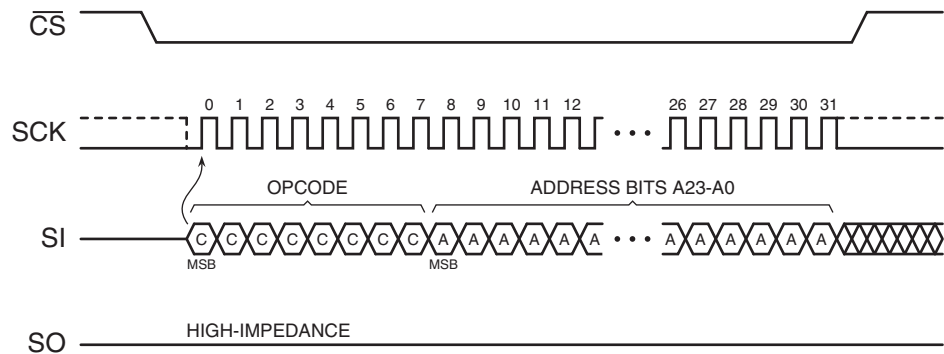 C̅S̅
0 1 2 3 4 5 6 7 8 9 10 11 12 26 27 28 29 30 31
SCK
OPCODE ADDRESS BITS A23-A0
SI C C C C C C C C A A A A A A A A A A A A
MSB MSB
HIGH-IMPEDANCE
SO